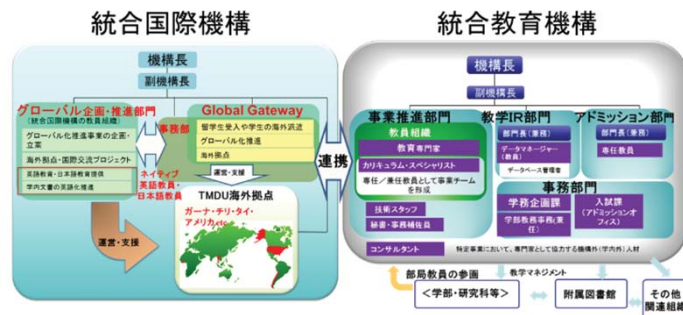 統合国際機構
機構長
副機構長
グローバル企画・推進部門
(統合国際機構の教員組織)
グローバル化推進事業の企画・
立案
海外拠点・国際交流プロジェクト
英語教育・日本語教育提供
学内文書の英語化推進
事務部
ネイティブ
英語教員・
日本語教員
Global Gateway
留学生受入や学生の海外派遣
グローバル化推進
海外拠点
運営・支援
TMDU海外拠点
ガーナ・チリ・タイ・
アメリカ,etc
運営・支援
連携
統合教育機構
機構長
副機構長
事業推進部門
教員組織
教育専門家
カリキュラム・スペシャリスト
専任/兼任教員として事業チーム
を形成
技術スタッフ
秘書・事務補佐員
コンサルタント
特定事業において、専門家として協力する機構外(学内外)人材
教学IR部門
部門長(兼務)
データマネージャー
(教員)
データベース管理者
アドミッション部門
部門長(兼務)
専任教員
事務部門
学務企画課
学部教務事務(兼
任)
入試課
(アドミッションオ
フィス)
部局教員の参画
教学マネジメント
<学部・研究科等>
附属図書館
その他
関連組織